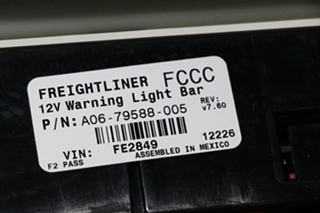 FREIGHTLINER FCCC
12V Warning Light Bar
P/N: A06-79588-005 REV: v7.60
VIN: FE2849 12226
F2 PASS ASSEMBLED IN MEXICO